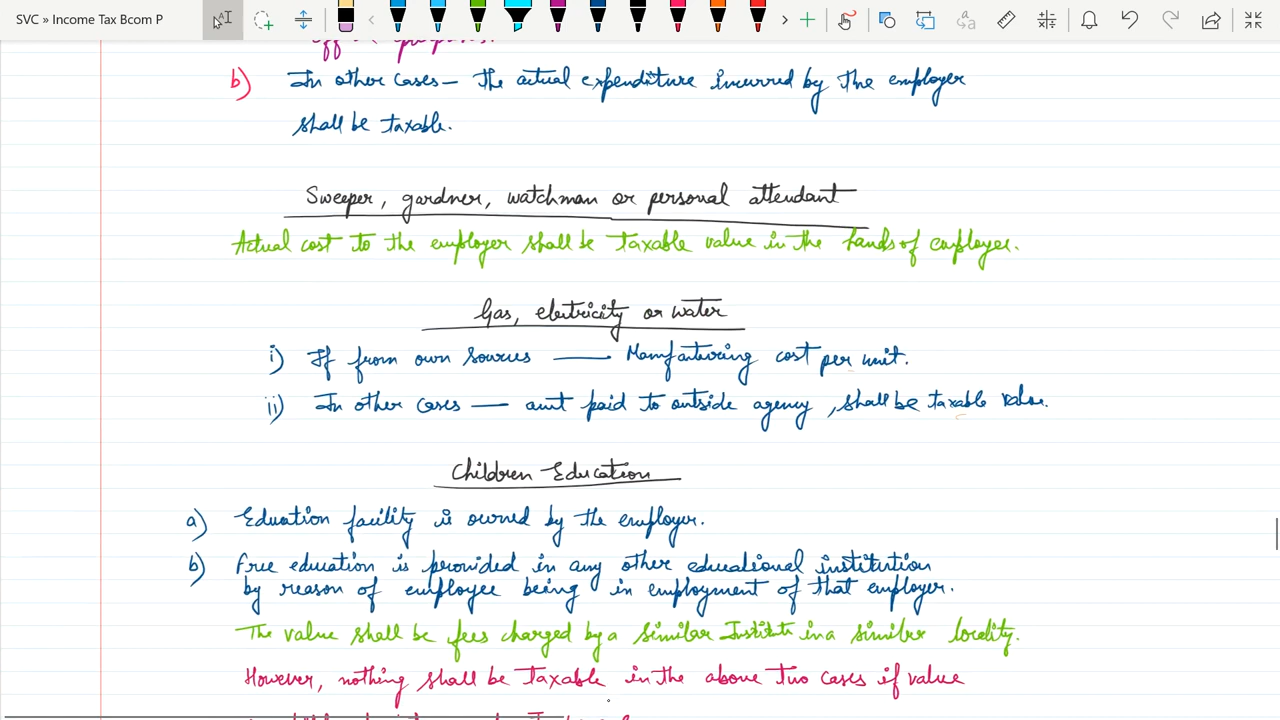 SVC » Income Tax Bcom P
b) In other cases – the actual expenditure incurred by the employer
shall be taxable.
Sweeper, gardner, watchman or personal attendant
Actual cost to the employer shall be taxable value in the hands of employee.
Gas, electricity or water
i) If from own sources — Manufacturing cost per unit.
ii) In other cases — amt paid to outside agency, shall be taxable value.
Children Education
a) Eduation facility is owned by the employer.
b) Free education is provided in any other educational institution
by reason of employee being in employment of that employer.
The value shall be fees charged by a similar Institute in a similar locality.
However, nothing shall be taxable in the above two cases if value